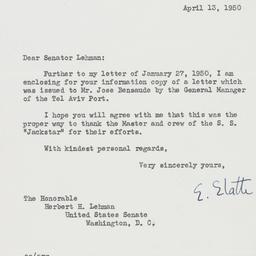 April 13, 1950
Dear Senator Lehman:
Further to my letter of January 27, 1950, I am
enclosing for your information copy of a letter which
was issued to Mr. Jose Bensaude by the General Manager
of the Tel Aviv Port.
I hope you will agree with me that this was the
proper way to thank the Master and crew of the S. S.
"Jackstar" for their efforts.
With kindest personal regards,
Very sincerely yours,
E. Elath
The Honorable
Herbert H. Lehman
United States Senate
Washington, D. C.